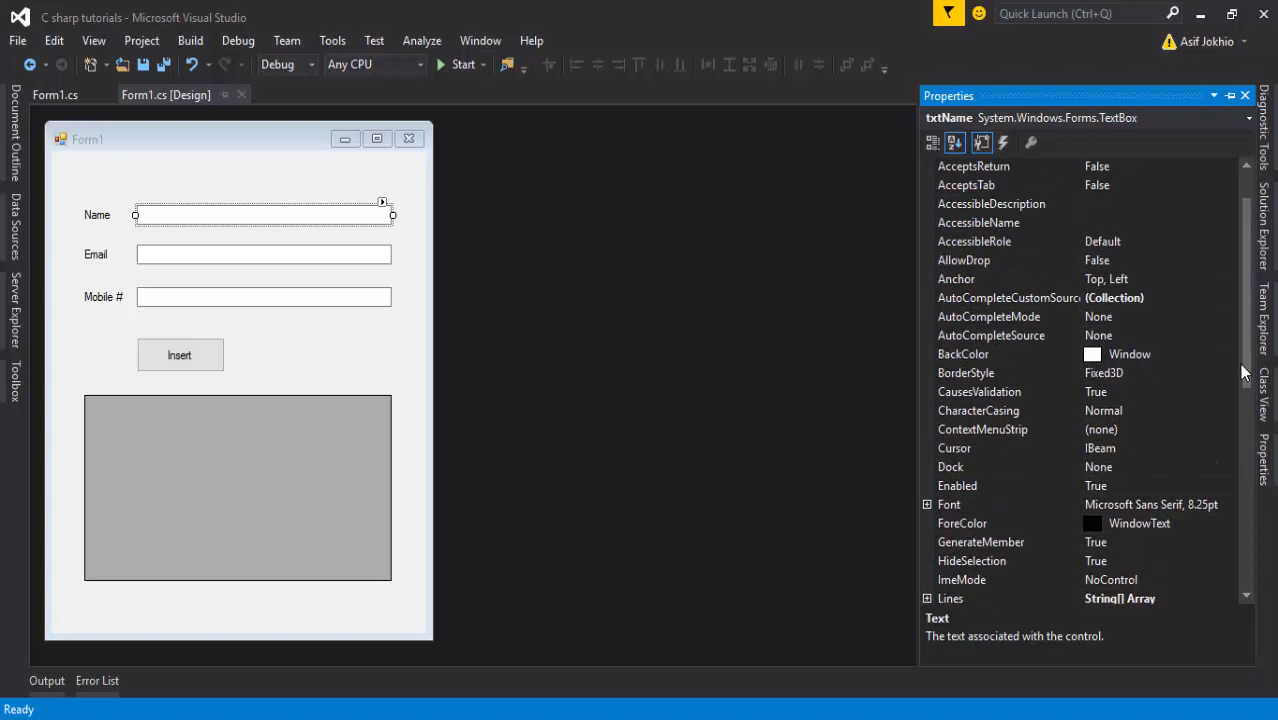 C sharp tutorials - Microsoft Visual Studio
Quick Launch (Ctrl+Q)
File Edit View Project Build Debug Team Tools Test Analyze Window Help
Asif Jokhio
Debug Any CPU Start
Form1.cs Form1.cs [Design]
Document Outline
Data Sources
Server Explorer
Toolbox
Form1
Name
Email
Mobile #
Insert
Properties
txtName System.Windows.Forms.TextBox
AcceptsReturn False
AcceptsTab False
AccessibleDescription
AccessibleName
AccessibleRole Default
AllowDrop False
Anchor Top, Left
AutoCompleteCustomSource (Collection)
AutoCompleteMode None
AutoCompleteSource None
BackColor Window
BorderStyle Fixed3D
CausesValidation True
CharacterCasing Normal
ContextMenuStrip (none)
Cursor IBeam
Dock None
Enabled True
Font Microsoft Sans Serif, 8.25pt
ForeColor WindowText
GenerateMember True
HideSelection True
ImeMode NoControl
Lines String[] Array
Text
The text associated with the control.
Diagnostic Tools
Solution Explorer
Team Explorer
Class View
Properties
Output Error List
Ready